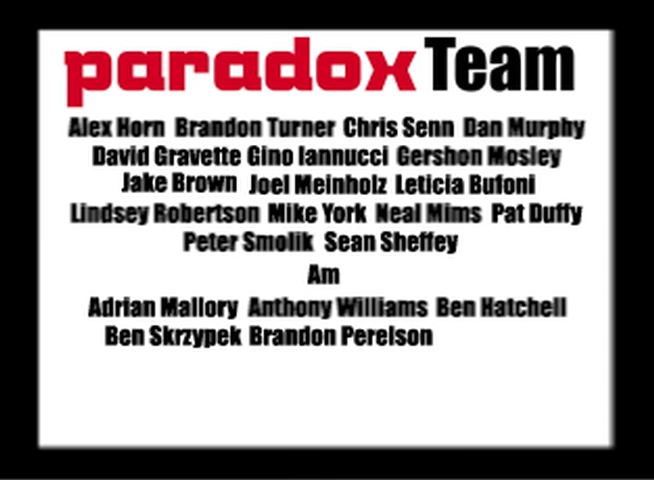 paradox Team
Alex Horn Brandon Turner Chris Senn Dan Murphy
David Gravette Gino Iannucci Gershon Mosley
Jake Brown Joel Meinholz Leticia Bufoni
Lindsey Robertson Mike York Neal Mims Pat Duffy
Peter Smolik Sean Sheffey
Am
Adrian Mallory Anthony Williams Ben Hatchell
Ben Skrzypek Brandon Perelson